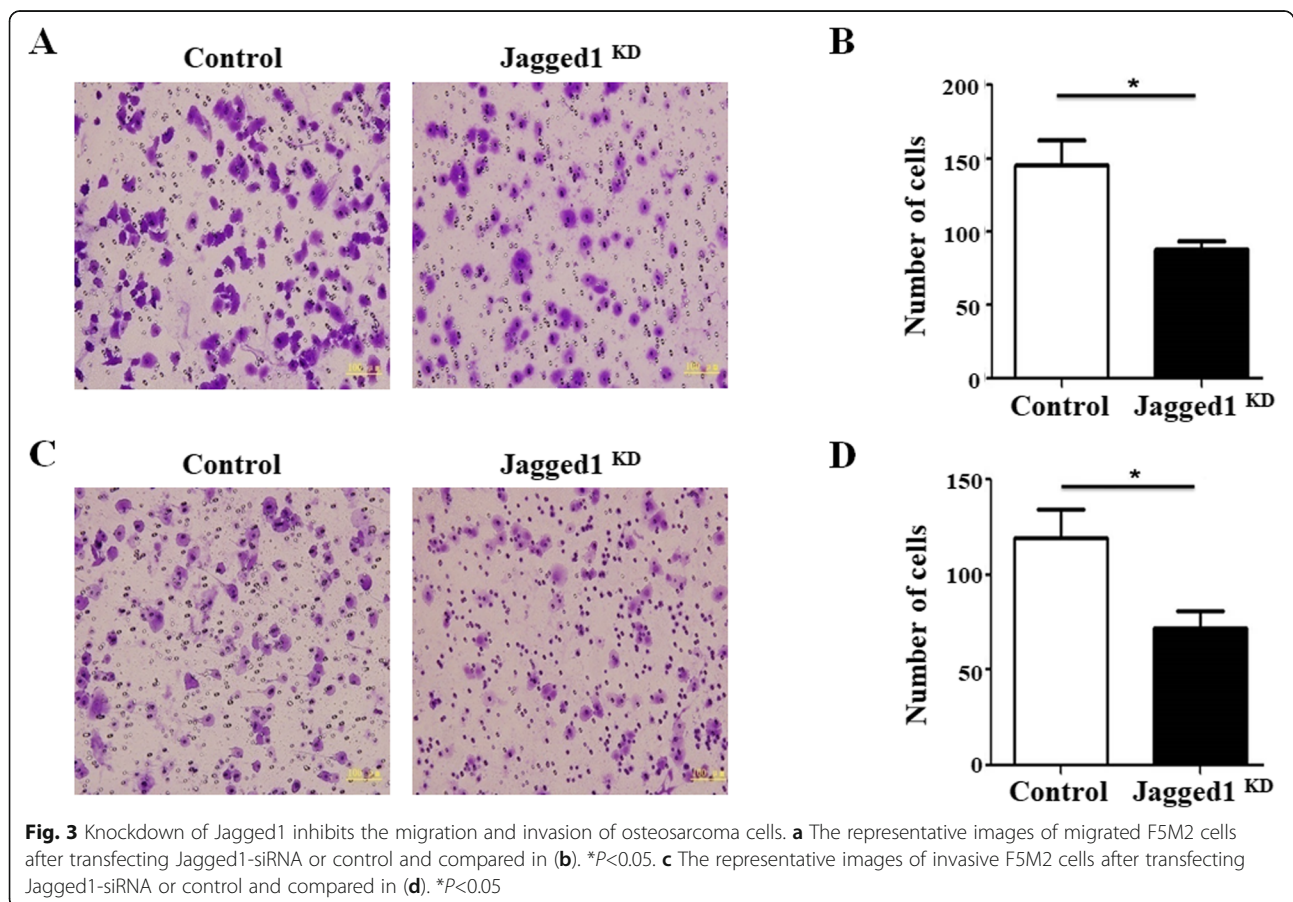 A
Control
Jagged1 KD
B
200
150
100
50
0
Number of cells
*
Control
Jagged1 KD
C
Control
Jagged1 KD
D
150
100
50
0
Number of cells
*
Control
Jagged1 KD
Fig. 3 Knockdown of Jagged1 inhibits the migration and invasion of osteosarcoma cells. a The representative images of migrated F5M2 cells
after transfecting Jagged1-siRNA or control and compared in (b). *P<0.05. c The representative images of invasive F5M2 cells after transfecting
Jagged1-siRNA or control and compared in (d). *P<0.05